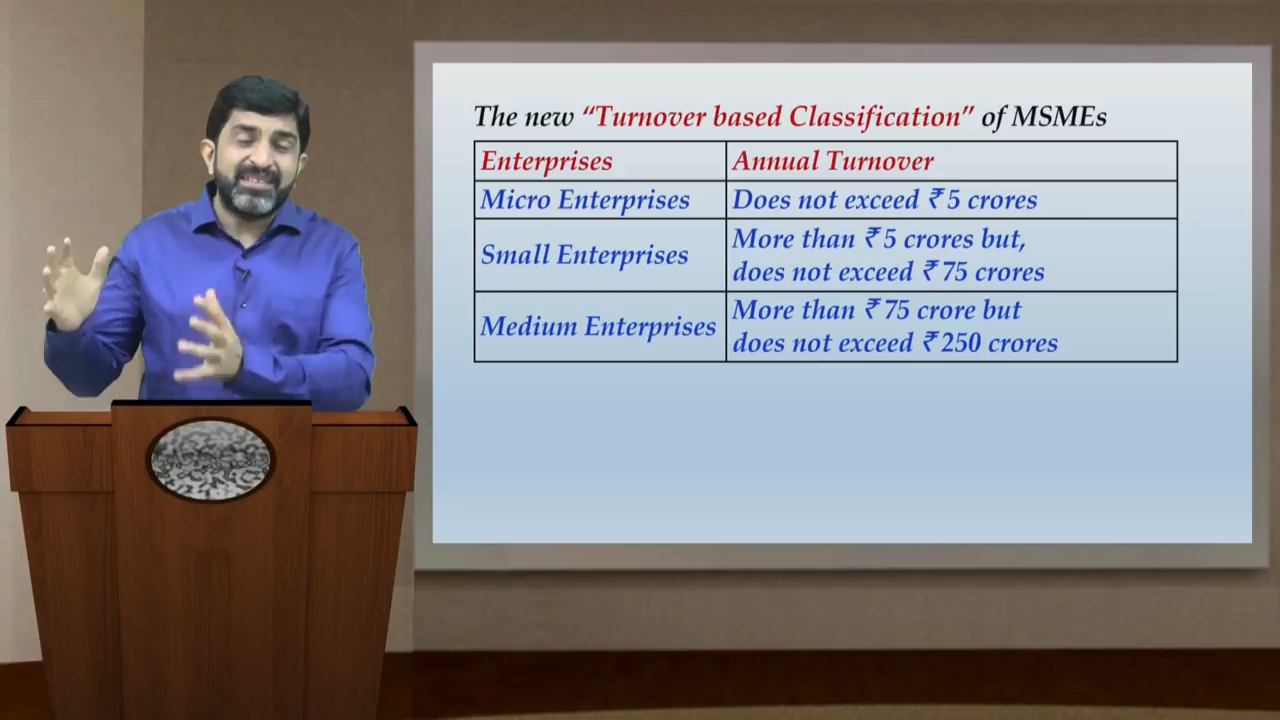 The new “Turnover based Classification” of MSMEs
Enterprises
Annual Turnover
Micro Enterprises
Does not exceed ₹ 5 crores
Small Enterprises
More than ₹ 5 crores but,
does not exceed ₹ 75 crores
Medium Enterprises
More than ₹ 75 crore but
does not exceed ₹ 250 crores